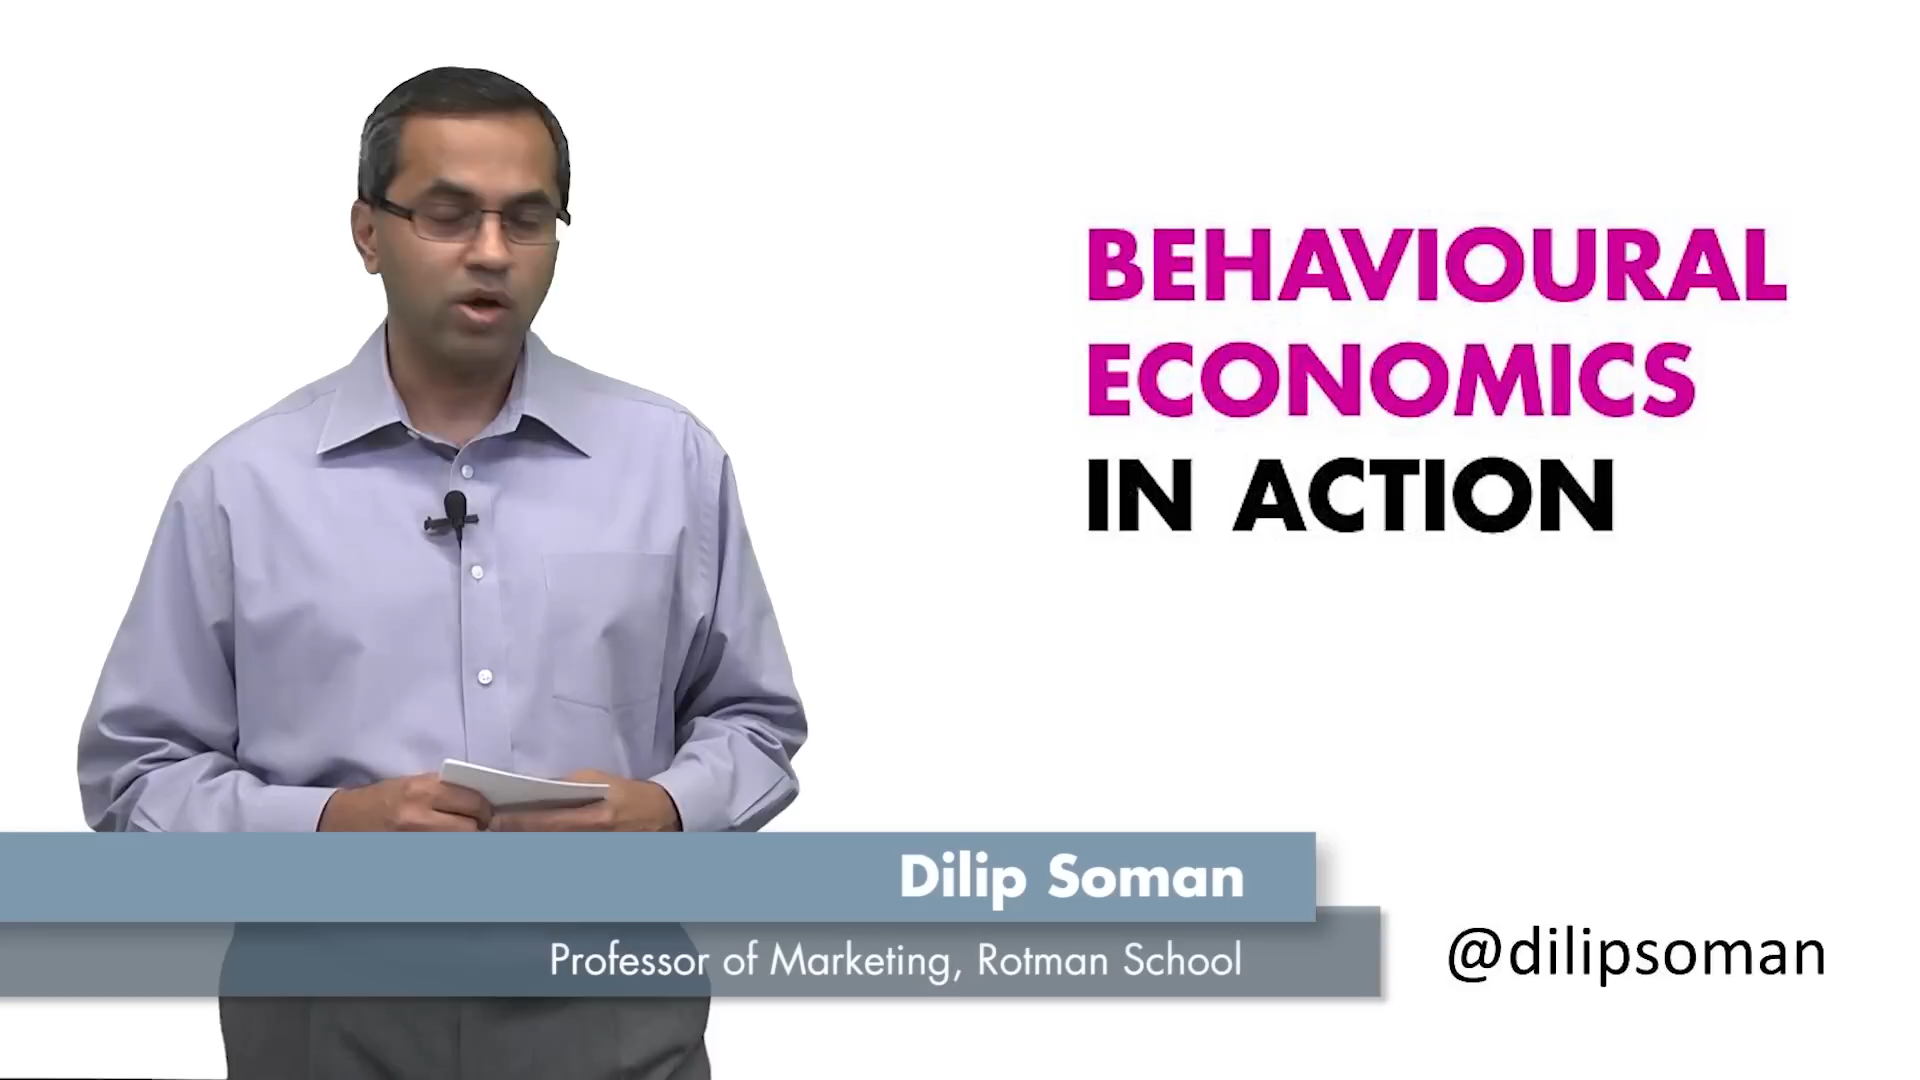 BEHAVIOURAL
ECONOMICS
IN ACTION
Dilip Soman
Professor of Marketing, Rotman School
@dilipsoman